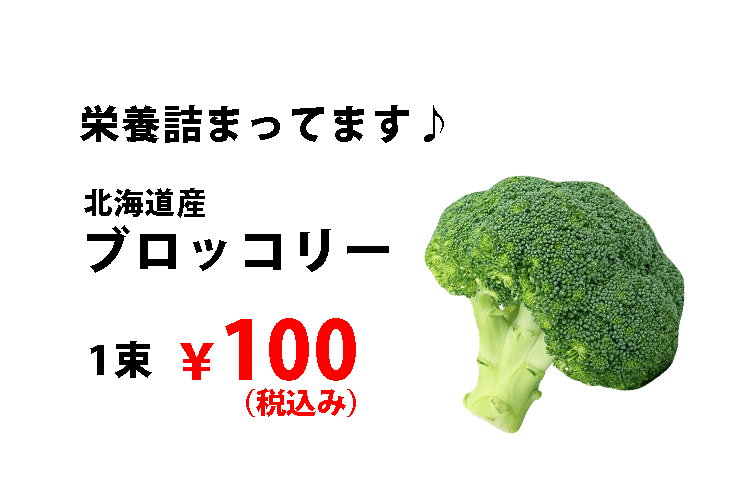 栄養詰まってます♪
北海道産
ブロッコリー
1束 ¥100
(税込み)